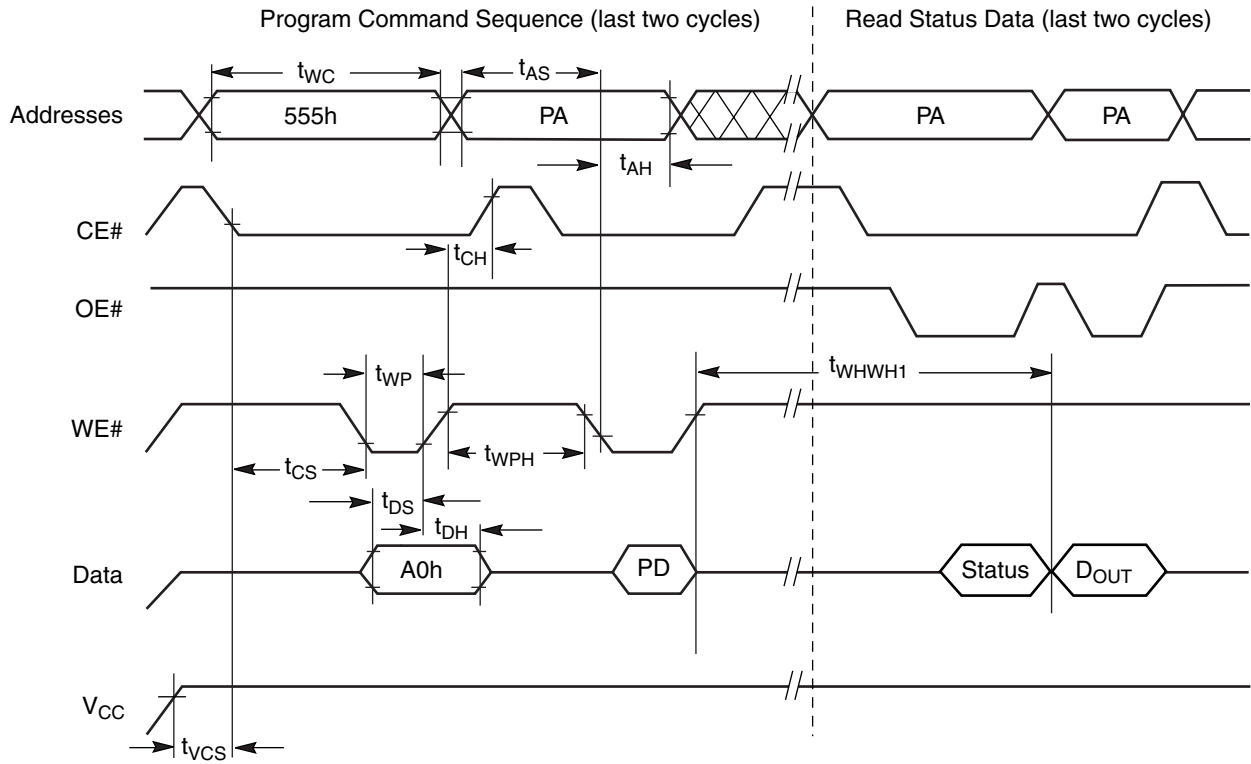 Program Command Sequence (last two cycles)
Read Status Data (last two cycles)
tWC
tAS
Addresses
555h
PA
PA
PA
tAH
CE#
tCH
OE#
tWP
tWHWH1
WE#
tCS
tWPH
tDS
tDH
Data
A0h
PD
Status
DOUT
VCC
tVCS